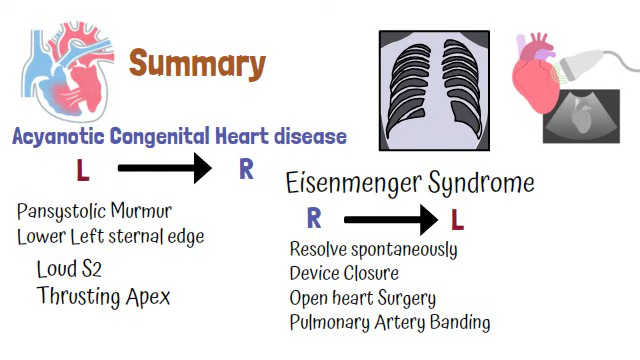 Summary
Acyanotic Congenital Heart disease
L R
Pansystolic Murmur
Lower Left sternal edge
Loud S2
Thrusting Apex
Eisenmenger Syndrome
R L
Resolve spontaneously
Device Closure
Open heart Surgery
Pulmonary Artery Banding